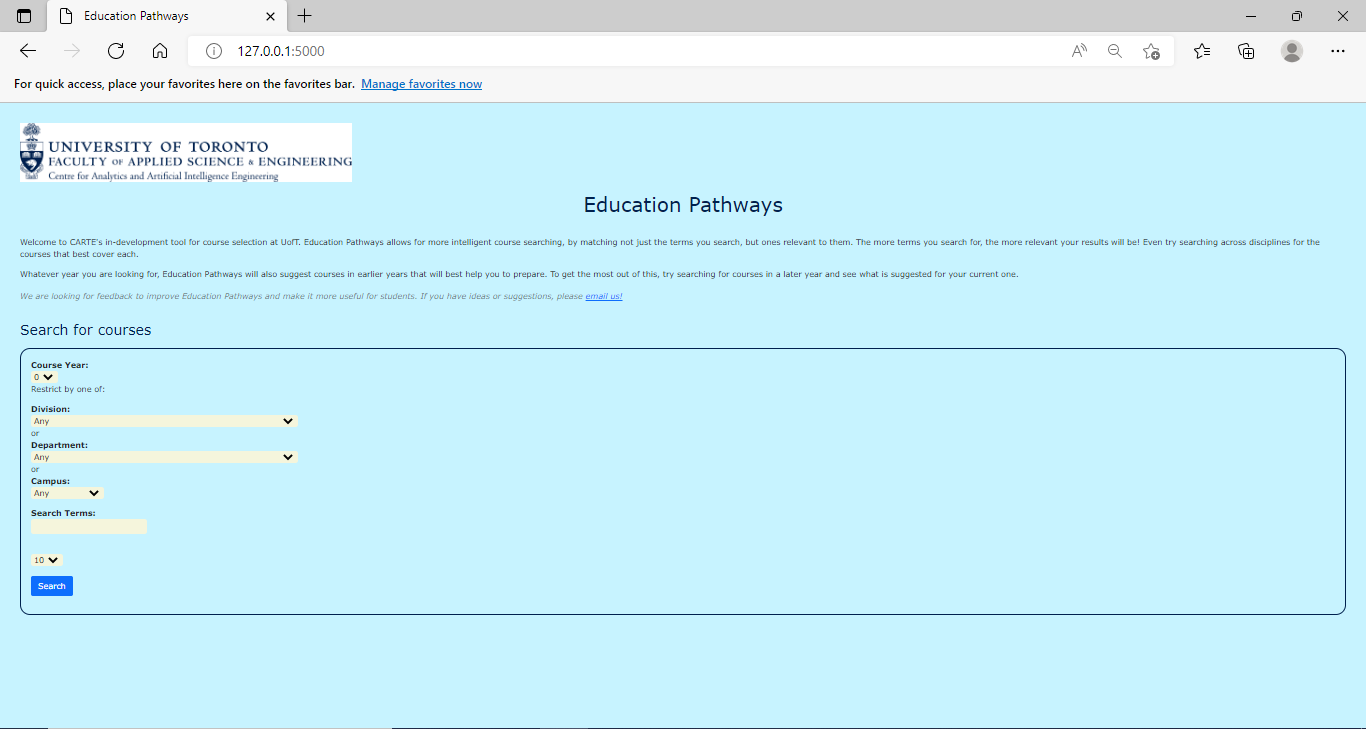 Education Pathways
127.0.0.1:5000
For quick access, place your favorites here on the favorites bar. Manage favorites now
UNIVERSITY OF TORONTO
FACULTY OF APPLIED SCIENCE & ENGINEERING
Centre for Analytics and Artificial Intelligence Engineering
Education Pathways
Welcome to CARTE's in-development tool for course selection at UofT. Education Pathways allows for more intelligent course searching, by matching not just the terms you search, but ones relevant to them. The more terms you search for, the more relevant your results will be! Even try searching across disciplines for the
courses that best cover each.
Whatever year you are looking for, Education Pathways will also suggest courses in earlier years that will best help you to prepare. To get the most out of this, try searching for courses in a later year and see what is suggested for your current one.
We are looking for feedback to improve Education Pathways and make it more useful for students. If you have ideas or suggestions, please email us!
Search for courses
Course Year:
0
Restrict by one of:
Division:
Any
or
Department:
Any
or
Campus:
Any
Search Terms:
10
Search